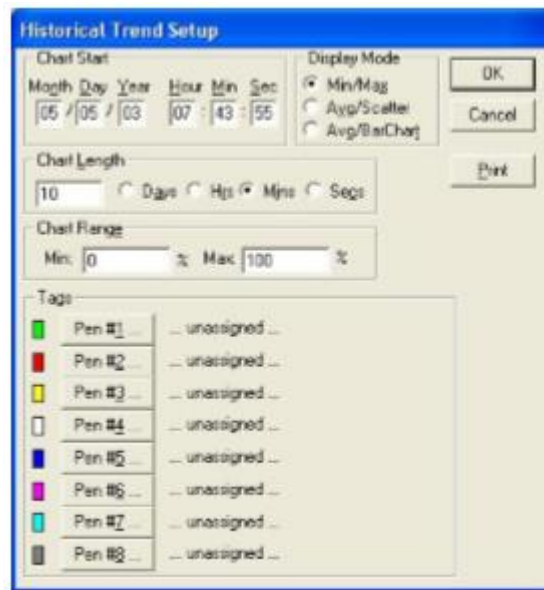 Historical Trend Setup
Chart Start
Month Day Year Hour Min Sec
05 / 05 / 03 07 : 43 : 55
Display Mode
Min/Max
Avg/Scatter
Avg/BarChart
OK
Cancel
Print
Chart Length
10 Days Hrs Mins Secs
Chart Range
Min: 0 % Max: 100 %
Tags
Pen #1 ... ... unassigned ...
Pen #2 ... ... unassigned ...
Pen #3 ... ... unassigned ...
Pen #4 ... ... unassigned ...
Pen #5 ... ... unassigned ...
Pen #6 ... ... unassigned ...
Pen #7 ... ... unassigned ...
Pen #8 ... ... unassigned ...